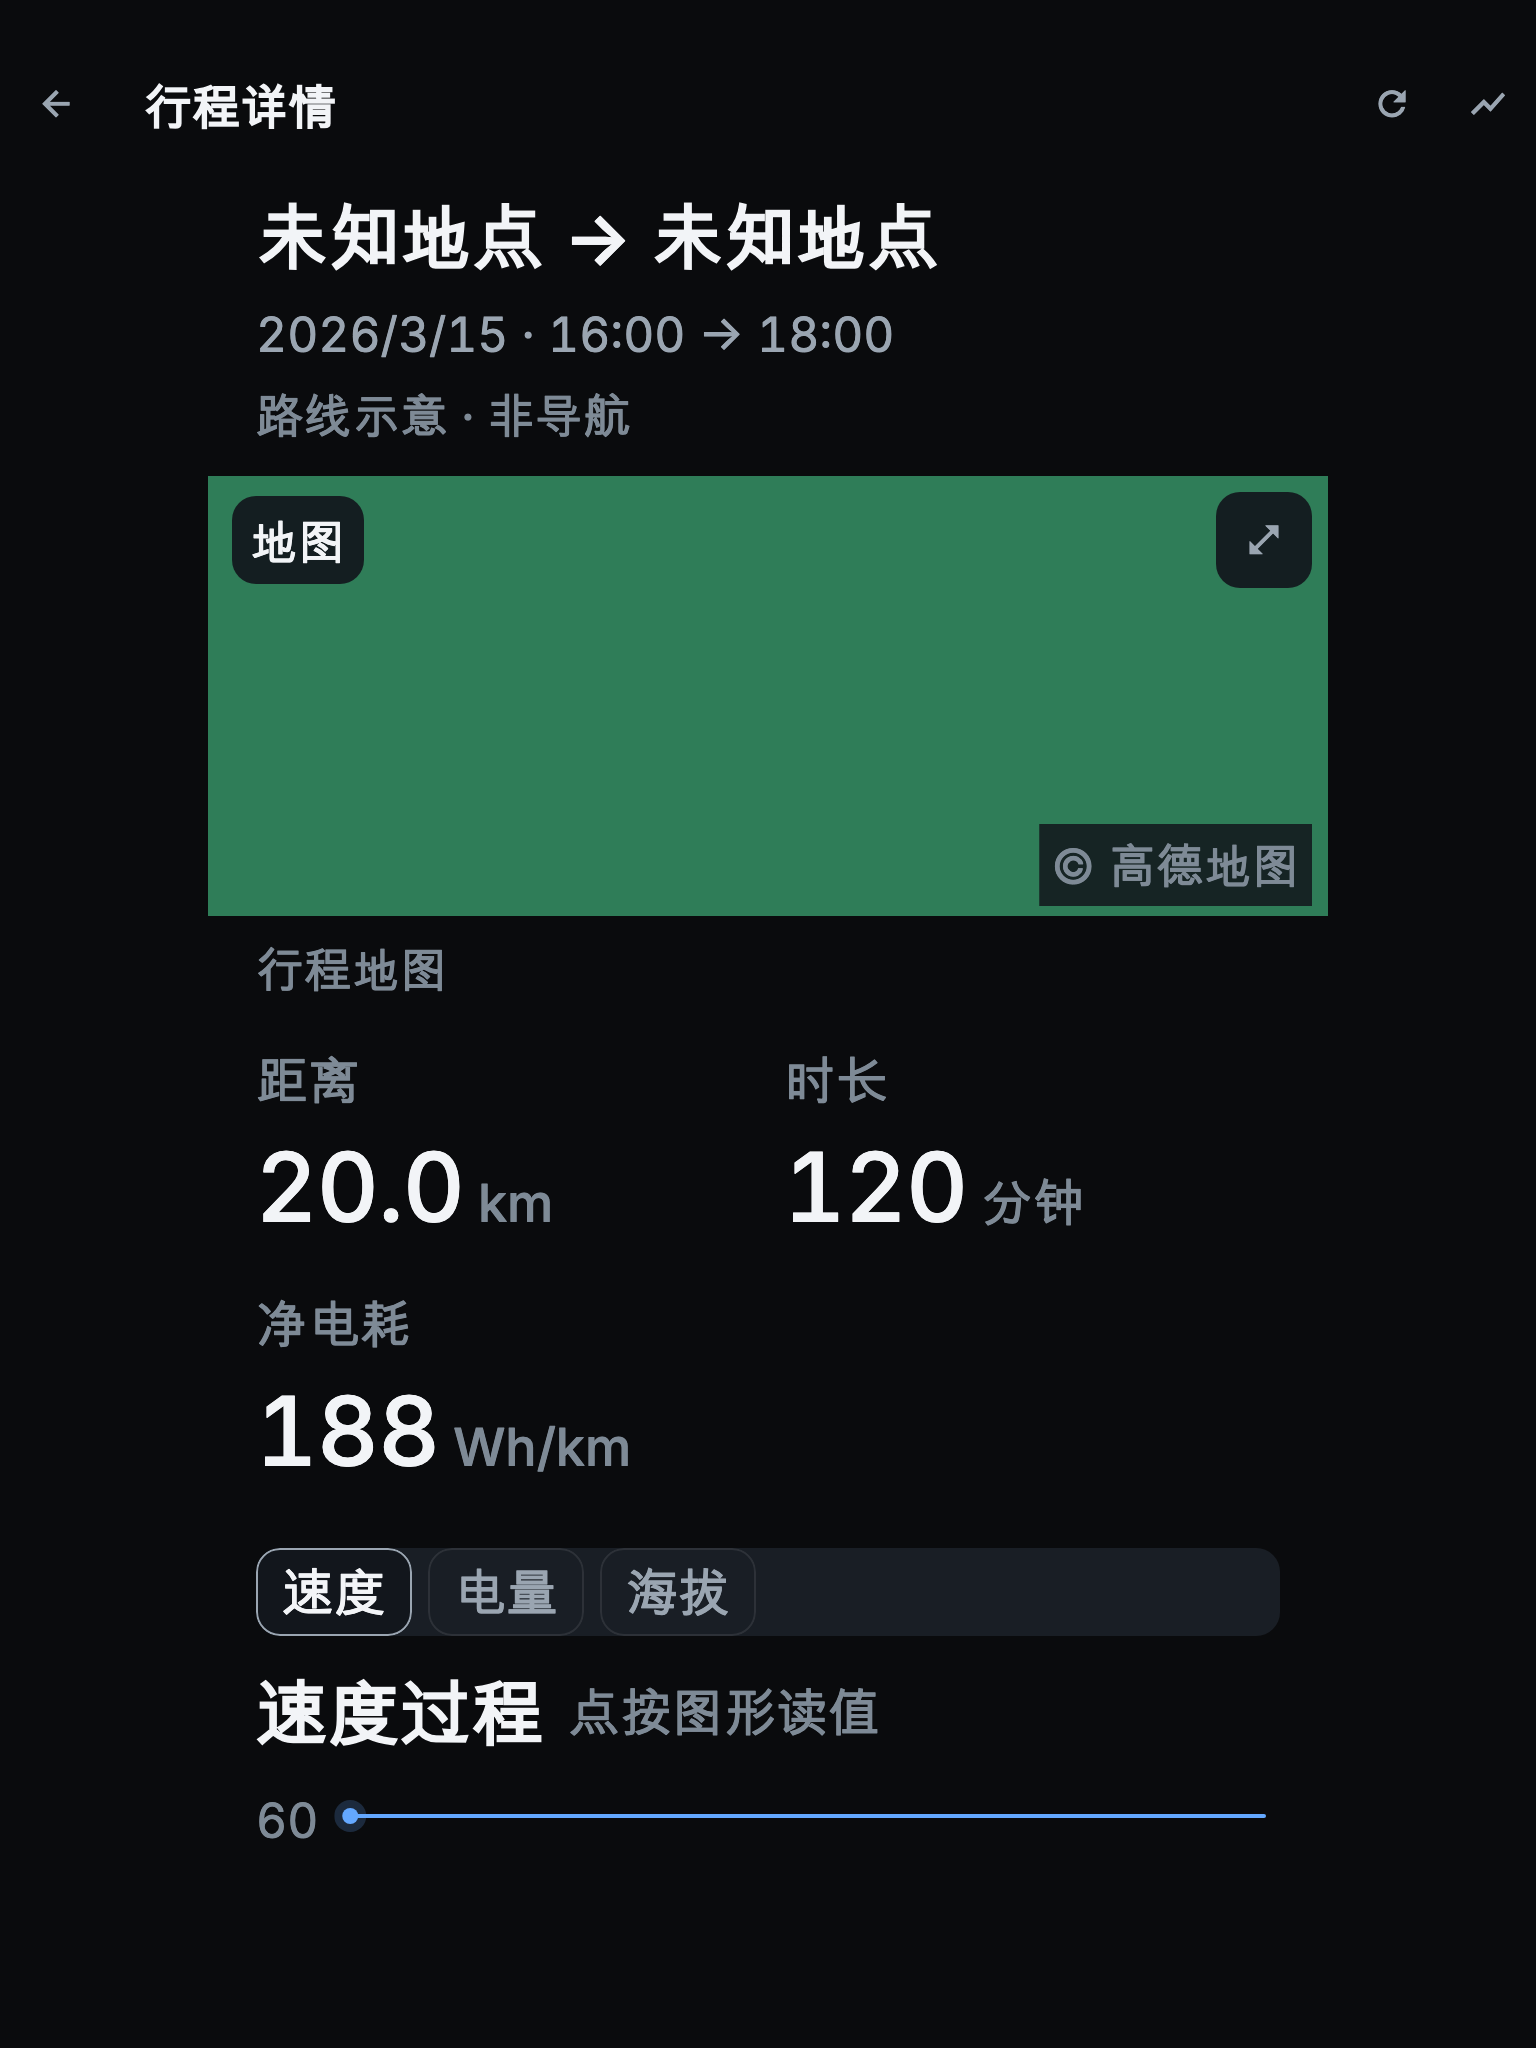 行程详情
未知地点 → 未知地点
2026/3/15 · 16:00 → 18:00
路线示意 · 非导航
地图
© 高德地图
行程地图
距离 时长
20.0 km 120 分钟
净电耗
188 Wh/km
速度 电量 海拔
速度过程 点按图形读值
60